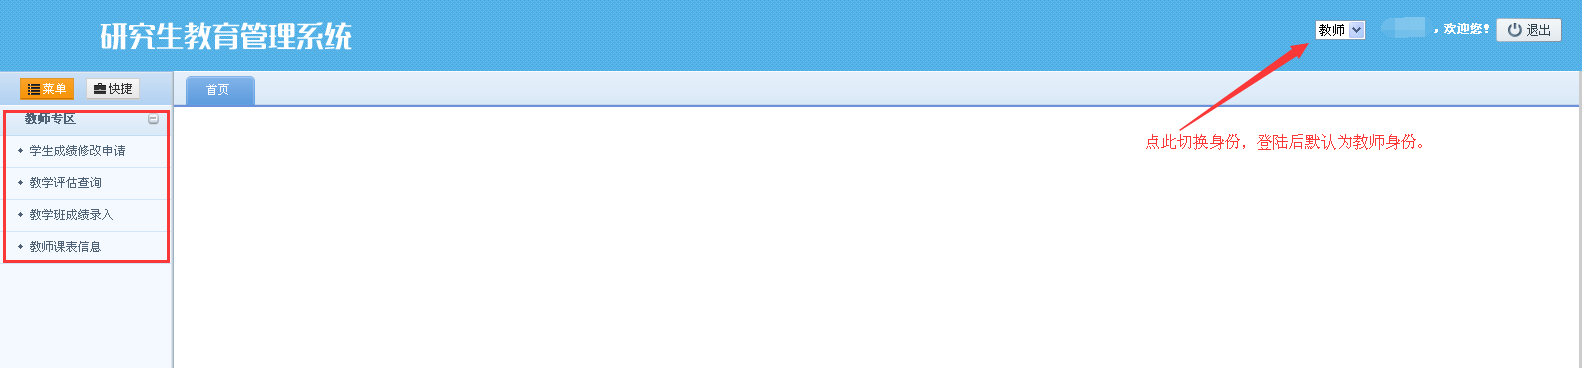 研究生教育管理系统
教师
，欢迎您！
退出
菜单
快捷
首页
教师专区
学生成绩修改申请
教学评估查询
教学班成绩录入
教师课表信息
点此切换身份，登陆后默认为教师身份。